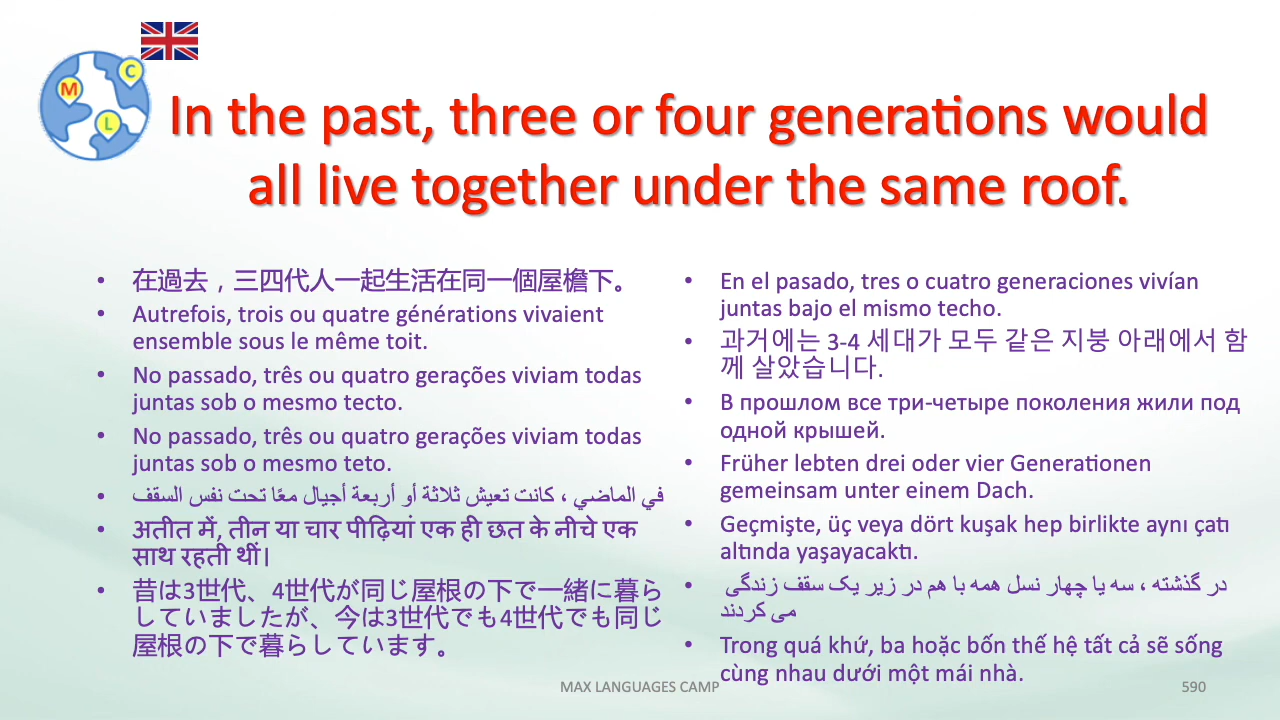 M
C
L
In the past, three or four generations would
all live together under the same roof.
在過去，三四代人一起生活在同一個屋檐下。
Autrefois, trois ou quatre générations vivaient
ensemble sous le même toit.
No passado, três ou quatro gerações viviam todas
juntas sob o mesmo tecto.
No passado, três ou quatro gerações viviam todas
juntas sob o mesmo teto.
في الماضي ، كانت تعيش ثلاثة أو أربعة أجيال معًا تحت نفس السقف
अतीत में, तीन या चार पीढ़ियां एक ही छत के नीचे एक
साथ रहती थीं।
昔は3世代、4世代が同じ屋根の下で一緒に暮ら
していましたが、今は3世代でも4世代でも同じ
屋根の下で暮らしています。
En el pasado, tres o cuatro generaciones vivían
juntas bajo el mismo techo.
과거에는 3-4 세대가 모두 같은 지붕 아래에서 함
께 살았습니다.
В прошлом все три-четыре поколения жили под
одной крышей.
Früher lebten drei oder vier Generationen
gemeinsam unter einem Dach.
Geçmişte, üç veya dört kuşak hep birlikte aynı çatı
altında yaşayacaktı.
در گذشته ، سه یا چهار نسل همه با هم در زیر یک سقف زندگی
می کردند
Trong quá khứ, ba hoặc bốn thế hệ tất cả sẽ sống
cùng nhau dưới một mái nhà.
MAX LANGUAGES CAMP
590